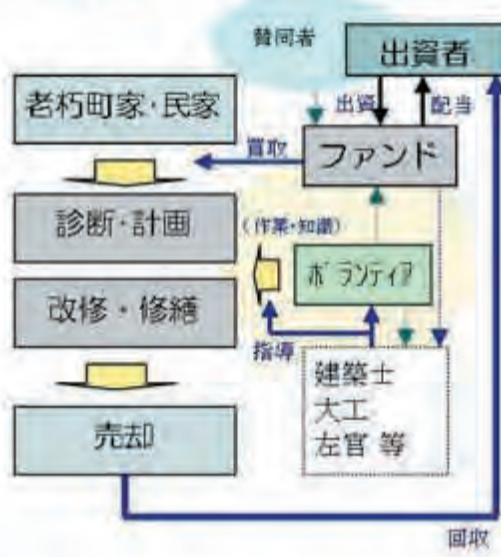 賛同者
出資者
老朽町家・民家
出資
配当
買収
ファンド
診断・計画
(作業・知識)
ボランティア
改修・修繕
指導
建築士
大工
左官 等
売却
回収